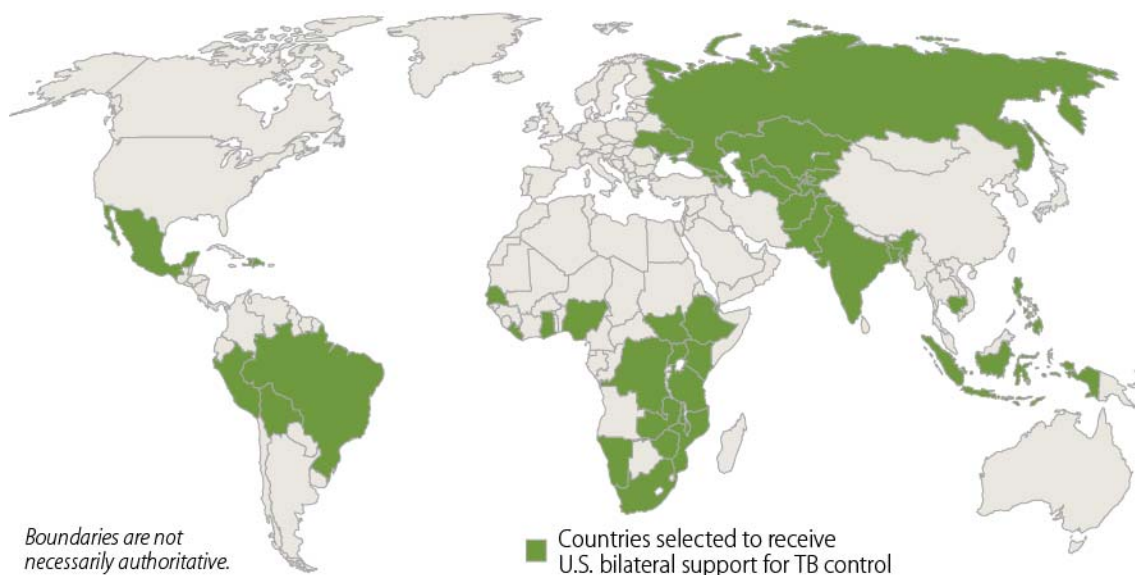 Boundaries are not
necessarily authoritative.
Countries selected to receive
U.S. bilateral support for TB control